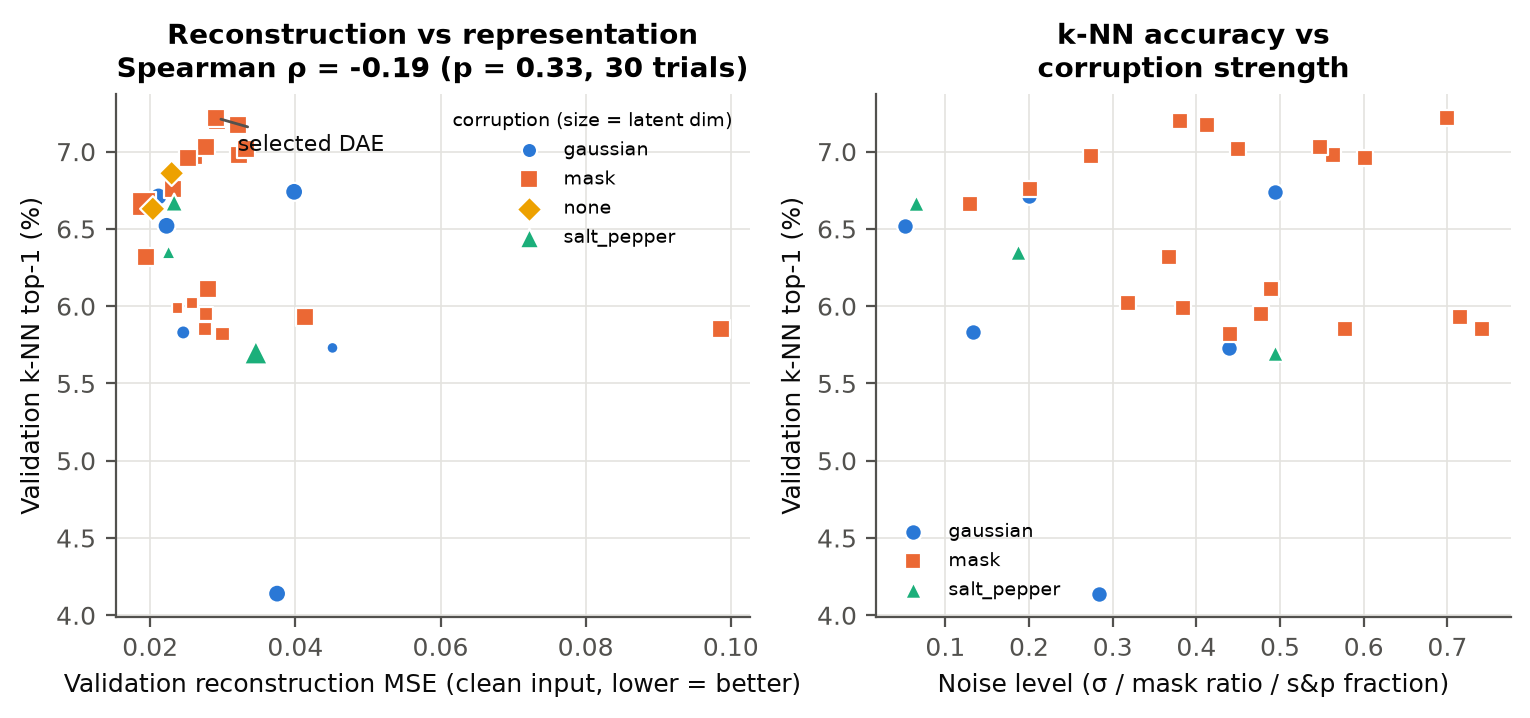 Reconstruction vs representation
Spearman ρ = -0.19 (p = 0.33, 30 trials)
Validation k-NN top-1 (%)
7.0
6.5
6.0
5.5
5.0
4.5
4.0
selected DAE
corruption (size = latent dim)
gaussian
mask
none
salt_pepper
0.02
0.04
0.06
0.08
0.10
Validation reconstruction MSE (clean input, lower = better)
k-NN accuracy vs
corruption strength
Validation k-NN top-1 (%)
7.0
6.5
6.0
5.5
5.0
4.5
4.0
gaussian
mask
salt_pepper
0.1
0.2
0.3
0.4
0.5
0.6
0.7
Noise level (σ / mask ratio / s&p fraction)